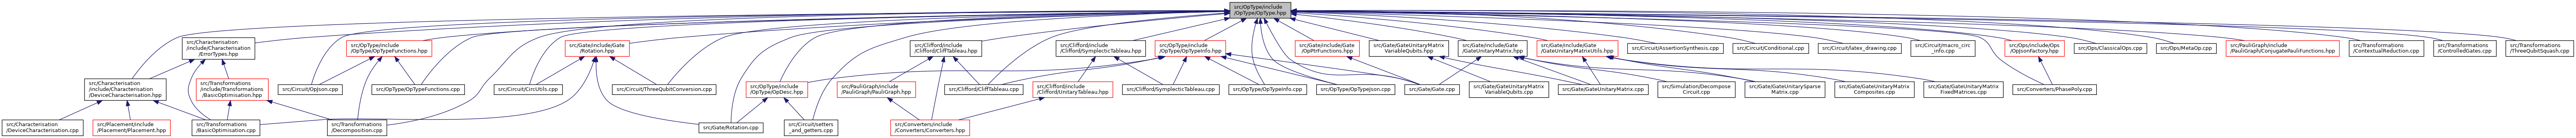 src/OpType/include
/OpType/OpType.hpp
src/Characterisation
/include/Characterisation
/ErrorTypes.hpp
src/OpType/include
/OpType/OpTypeFunctions.hpp
src/Gate/include/Gate
/Rotation.hpp
src/Clifford/include
/Clifford/CliffTableau.hpp
src/Clifford/include
/Clifford/SymplecticTableau.hpp
src/OpType/include
/OpType/OpTypeInfo.hpp
src/Gate/include/Gate
/OpPtrFunctions.hpp
src/Gate/GateUnitaryMatrix
VariableQubits.hpp
src/Gate/include/Gate
/GateUnitaryMatrix.hpp
src/Gate/include/Gate
/GateUnitaryMatrixUtils.hpp
src/Circuit/AssertionSynthesis.cpp
src/Circuit/Conditional.cpp
src/Circuit/latex_drawing.cpp
src/Circuit/macro_circ
_info.cpp
src/Ops/include/Ops
/OpJsonFactory.hpp
src/Ops/ClassicalOps.cpp
src/Ops/MetaOp.cpp
src/PauliGraph/include
/PauliGraph/ConjugatePauliFunctions.hpp
src/Transformations
/ContextualReduction.cpp
src/Transformations
/ControlledGates.cpp
src/Transformations
/ThreeQubitSquash.cpp
src/Characterisation
/include/Characterisation
/DeviceCharacterisation.hpp
src/Transformations
/include/Transformations
/BasicOptimisation.hpp
src/Circuit/OpJson.cpp
src/OpType/OpTypeFunctions.cpp
src/Circuit/CircUtils.cpp
src/Circuit/ThreeQubitConversion.cpp
src/OpType/include
/OpType/OpDesc.hpp
src/PauliGraph/include
/PauliGraph/PauliGraph.hpp
src/Clifford/CliffTableau.cpp
src/Clifford/include
/Clifford/UnitaryTableau.hpp
src/Clifford/SymplecticTableau.cpp
src/OpType/OpTypeInfo.cpp
src/OpType/OpTypeJson.cpp
src/Gate/Gate.cpp
src/Gate/GateUnitaryMatrix
VariableQubits.cpp
src/Gate/GateUnitaryMatrix.cpp
src/Simulation/Decompose
Circuit.cpp
src/Gate/GateUnitarySparse
Matrix.cpp
src/Gate/GateUnitaryMatrix
Composites.cpp
src/Gate/GateUnitaryMatrix
FixedMatrices.cpp
src/Converters/PhasePoly.cpp
src/Characterisation
/DeviceCharacterisation.cpp
src/Placement/include
/Placement/Placement.hpp
src/Transformations
/BasicOptimisation.cpp
src/Transformations
/Decomposition.cpp
src/Gate/Rotation.cpp
src/Circuit/setters
_and_getters.cpp
src/Converters/include
/Converters/Converters.hpp